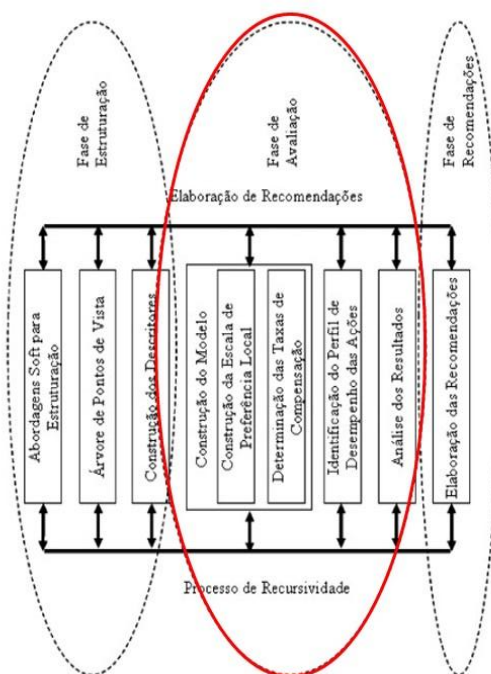 Fase de
Estruturação
Fase de
Avaliação
Fase de
Recomendações
Elaboração de Recomendações
Abordagens Soft para
Estruturação
Árvore de Pontos de Vista
Construção dos Descritores
Construção do Modelo
Construção da Escala de
Preferência Local
Determinação das Taxas de
Compensação
Identificação do Perfil de
Desempenho das Ações
Análise dos Resultados
Elaboração das Recomendações
Processo de Recursividade